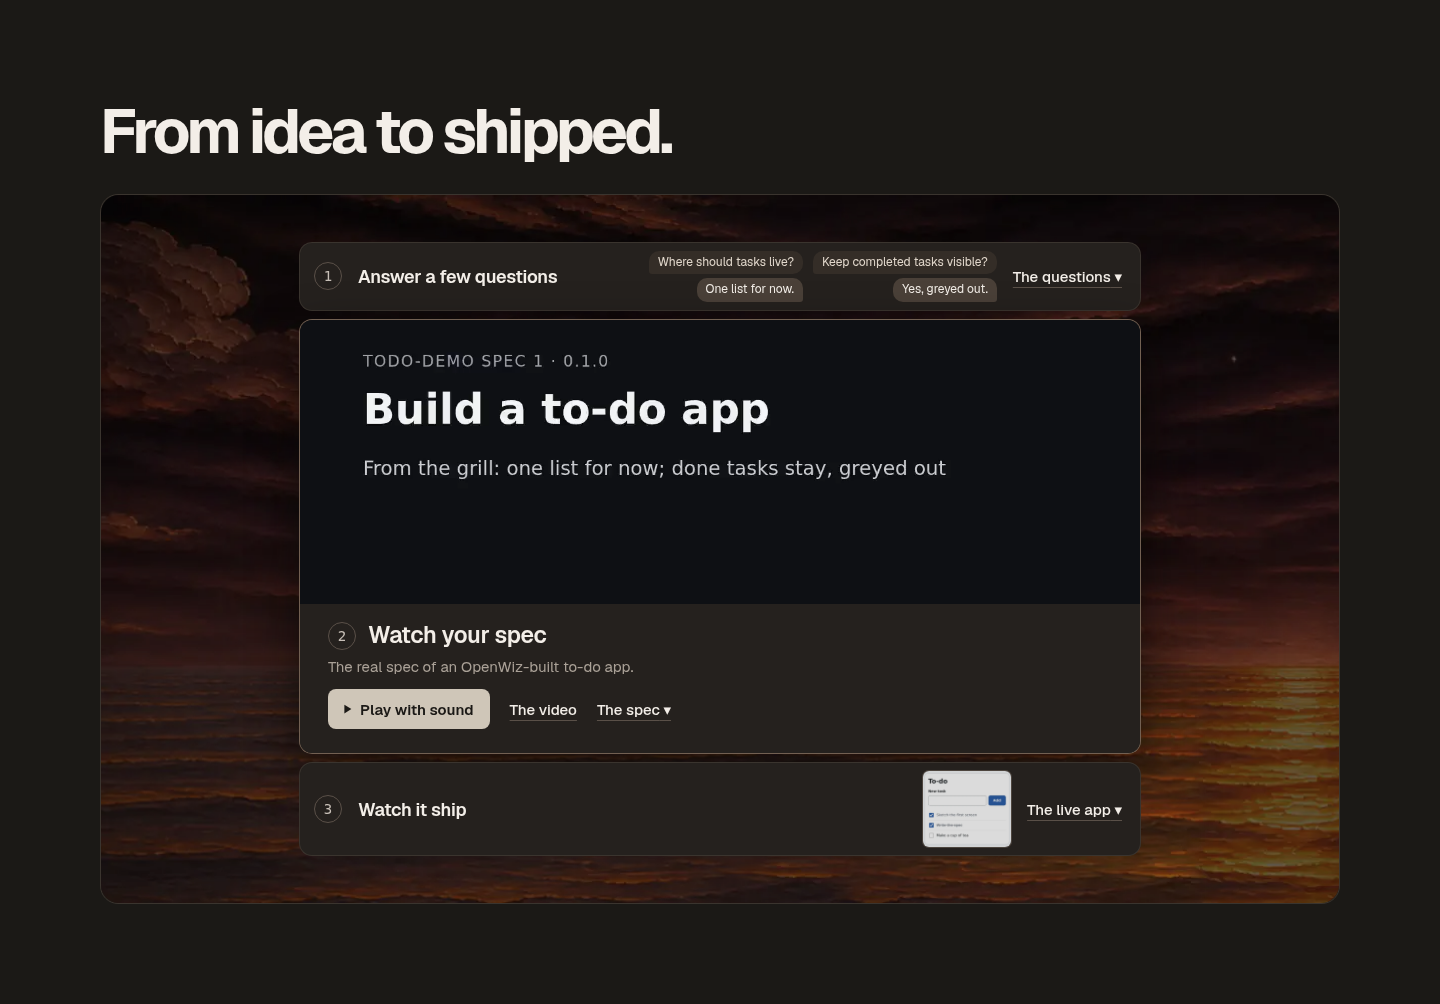 From idea to shipped.
1 Answer a few questions
Where should tasks live?
One list for now.
Keep completed tasks visible?
Yes, greyed out.
The questions ▾
TODO-DEMO SPEC 1 · 0.1.0
Build a to-do app
From the grill: one list for now; done tasks stay, greyed out
2 Watch your spec
The real spec of an OpenWiz-built to-do app.
Play with sound The video The spec ▾
3 Watch it ship
To-do
The live app ▾